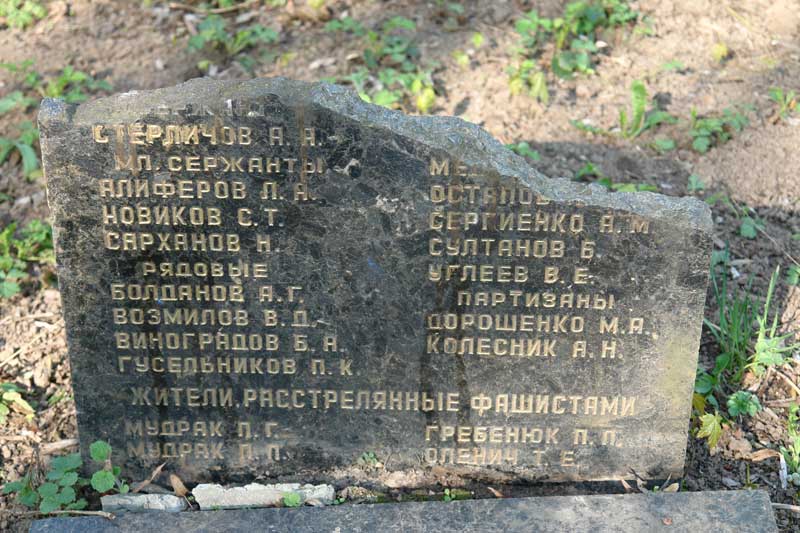 СТЕРЛИЧОВ А. А.
МЛ. СЕРЖАНТЫ
АЛИФЕРОВ Л. А.
НОВИКОВ С. Т.
САРХАНОВ Н.
РЯДОВЫЕ
БОЛДАНОВ А. Г.
ВОЗМИЛОВ В. Д.
ВИНОГРАДОВ Б. А
ГУСЕЛЬНИКОВ П. К
СЕРГИЕНКО А. М
СУЛТАНОВ Б.
УГЛЕЕВ В. Е.
ПАРТИЗАНЫ
ДОРОШЕНКО М. А.
КОЛЕСНИК А. Н.
ЖИТЕЛИ, РАССТРЕЛЯННЫЕ ФАШИСТАМИ
МУДРАК П. Г.
МУДРАК П. П.
ГРЕБЕНЮК П. П.
ОЛЕНИЧ Т. Е.